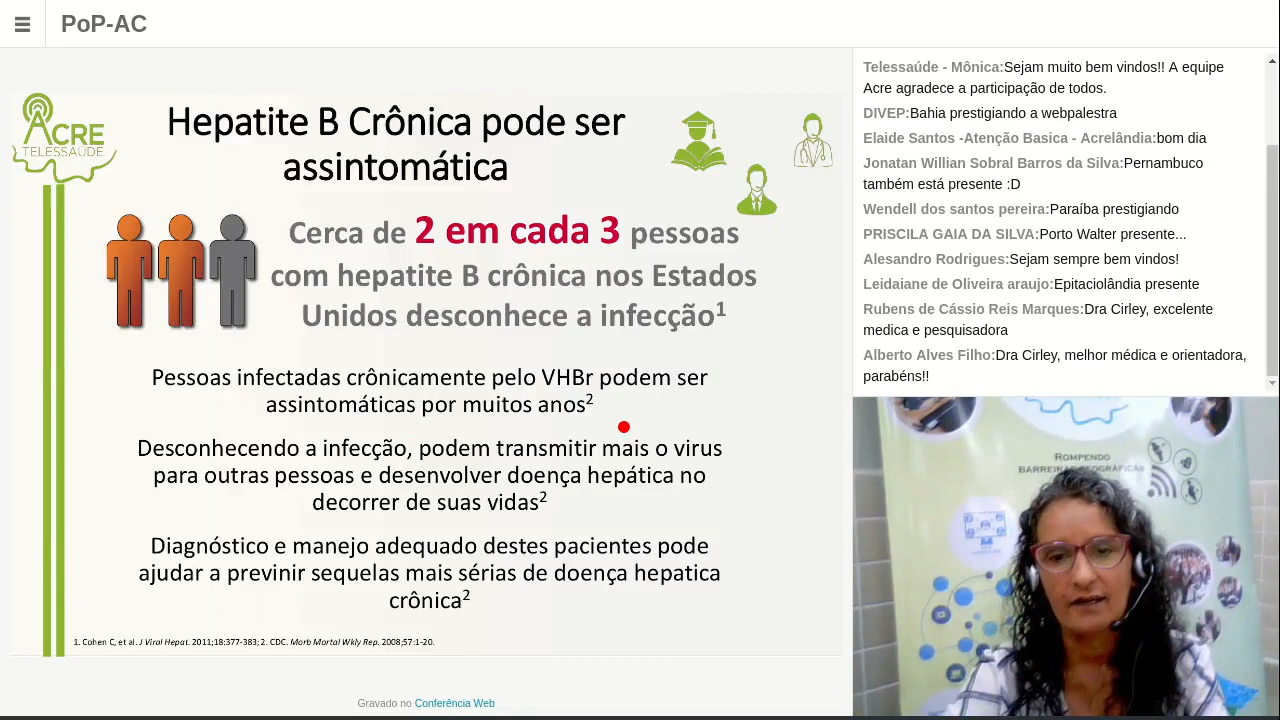 PoP-AC
ACRE
TELESSAÚDE
Hepatite B Crônica pode ser
assintomática
Cerca de 2 em cada 3 pessoas
com hepatite B crônica nos Estados
Unidos desconhece a infecção1
Pessoas infectadas crônicamente pelo VHBr podem ser
assintomáticas por muitos anos2
Desconhecendo a infecção, podem transmitir mais o virus
para outras pessoas e desenvolver doença hepática no
decorrer de suas vidas2
Diagnóstico e manejo adequado destes pacientes pode
ajudar a previnir sequelas mais sérias de doença hepatica
crônica2
1. Cohen C, et al. J Viral Hepat. 2011;18:377-383; 2. CDC. Morb Mortal Wkly Rep. 2008;57:1-20.
Gravado no Conferência Web
Telessaúde - Mônica:Sejam muito bem vindos!! A equipe
Acre agradece a participação de todos.
DIVEP:Bahia prestigiando a webpalestra
Elaide Santos -Atenção Basica - Acrelândia:bom dia
Jonatan Willian Sobral Barros da Silva:Pernambuco
também está presente :D
Wendell dos santos pereira:Paraíba prestigiando
PRISCILA GAIA DA SILVA:Porto Walter presente...
Alesandro Rodrigues:Sejam sempre bem vindos!
Leidaiane de Oliveira araujo:Epitaciolândia presente
Rubens de Cássio Reis Marques:Dra Cirley, excelente
medica e pesquisadora
Alberto Alves Filho:Dra Cirley, melhor médica e orientadora,
parabéns!!
ROMPENDO
BARREIRAS GEOGRÁFICAS